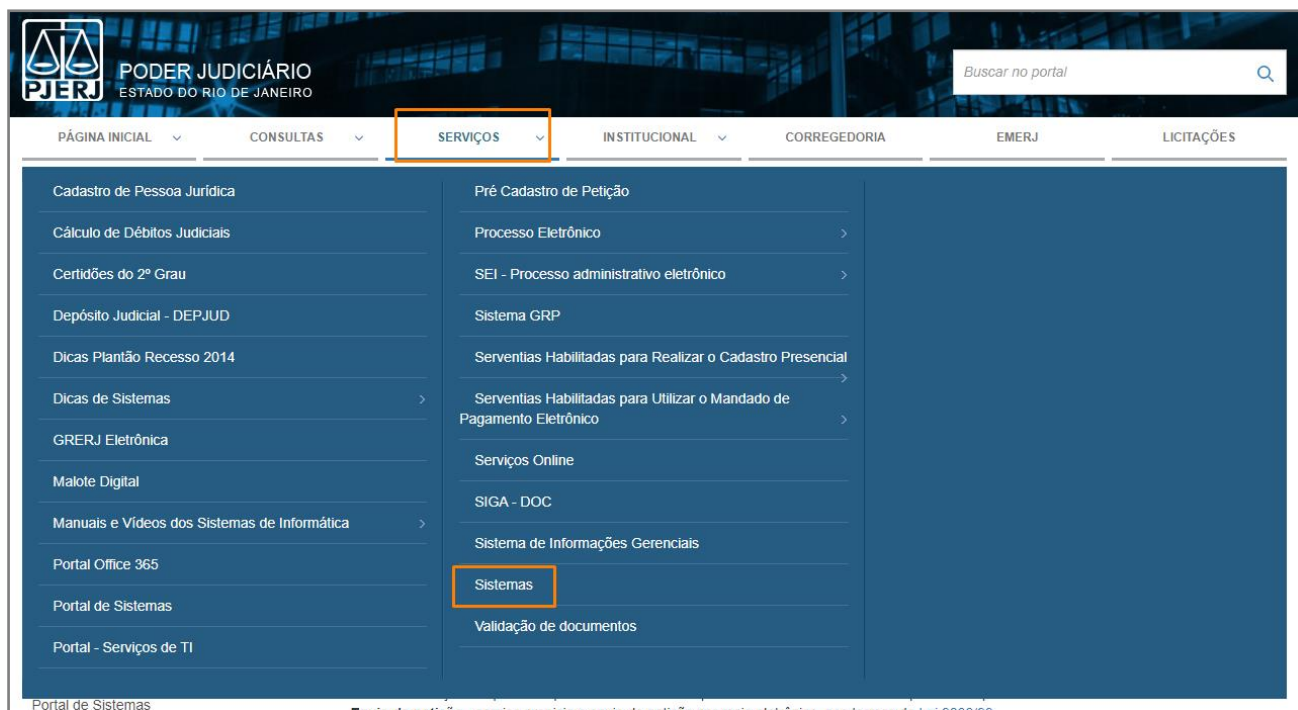 PJERJ
PODER JUDICIÁRIO
ESTADO DO RIO DE JANEIRO
Buscar no portal
PÁGINA INICIAL
CONSULTAS
SERVIÇOS
INSTITUCIONAL
CORREGEDORIA
EMERJ
LICITAÇÕES
Cadastro de Pessoa Jurídica
Cálculo de Débitos Judiciais
Certidões do 2º Grau
Depósito Judicial - DEPJUD
Dicas Plantão Recesso 2014
Dicas de Sistemas
GRERJ Eletrônica
Malote Digital
Manuais e Vídeos dos Sistemas de Informática
Portal Office 365
Portal de Sistemas
Portal - Serviços de TI
Pré Cadastro de Petição
Processo Eletrônico
SEI - Processo administrativo eletrônico
Sistema GRP
Serventias Habilitadas para Realizar o Cadastro Presencial
Serventias Habilitadas para Utilizar o Mandado de
Pagamento Eletrônico
Serviços Online
SIGA - DOC
Sistema de Informações Gerenciais
Sistemas
Validação de documentos
Portal de Sistemas